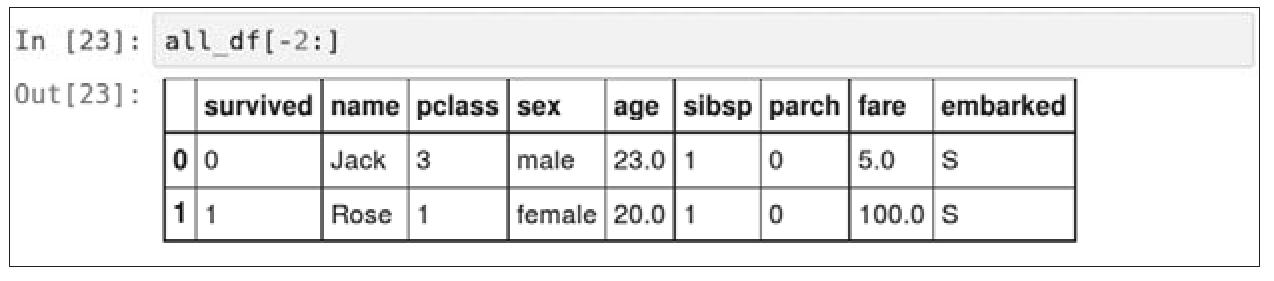 In [23]: all_df[-2:]
Out[23]:
survived name pclass sex age sibsp parch fare embarked
0 0 Jack 3 male 23.0 1 0 5.0 S
1 1 Rose 1 female 20.0 1 0 100.0 S